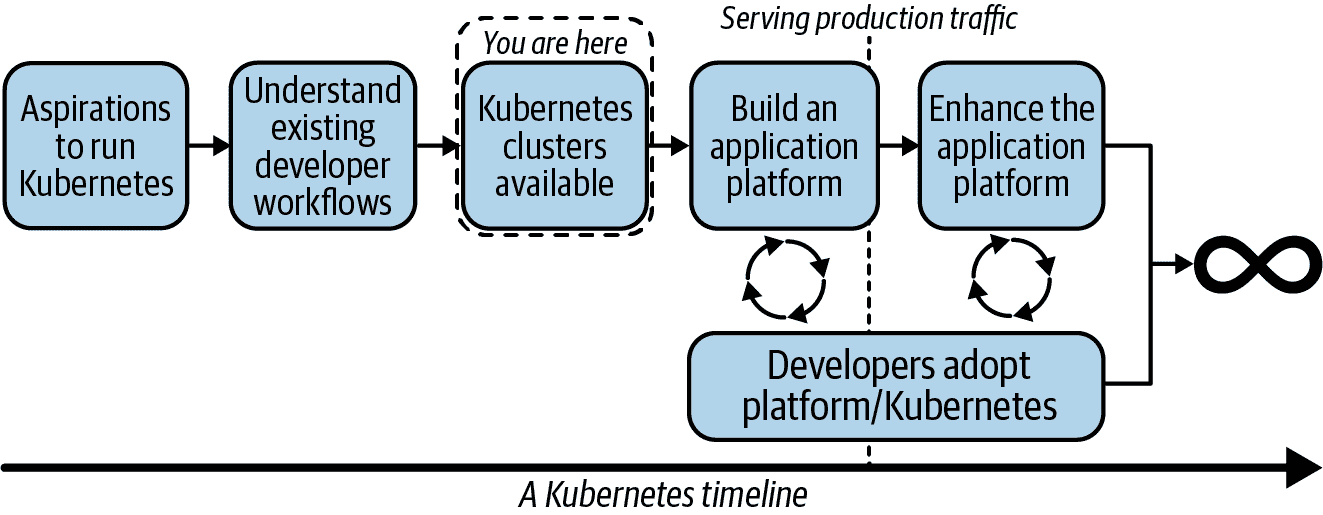 Serving production traffic
You are here
Aspirations
to run
Kubernetes
Understand
existing
developer
workflows
Kubernetes
clusters
available
Build an
application
platform
Enhance the
application
platform
Developers adopt
platform/Kubernetes
A Kubernetes timeline